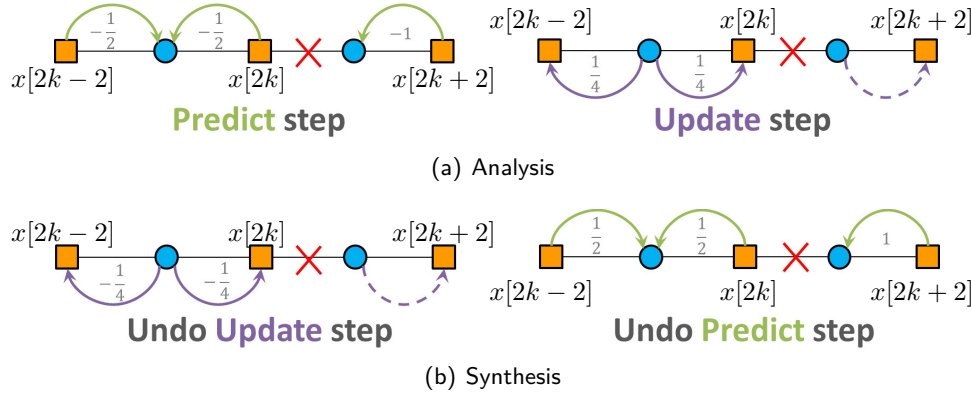 -1/2 -1/2 -1
x[2k − 2] x[2k] x[2k + 2]
Predict step
x[2k − 2] x[2k] x[2k + 2]
1/4 1/4
Update step
(a) Analysis
x[2k − 2] x[2k] x[2k + 2]
-1/4 -1/4
Undo Update step
1/2 1/2 1
x[2k − 2] x[2k] x[2k + 2]
Undo Predict step
(b) Synthesis